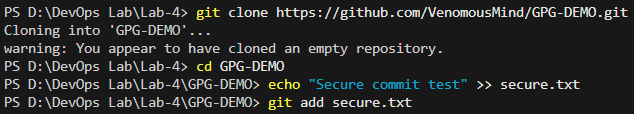 PS D:\DevOps Lab\Lab-4> git clone https://github.com/VenomousMind/GPG-DEMO.git
Cloning into 'GPG-DEMO'...
warning: You appear to have cloned an empty repository.
PS D:\DevOps Lab\Lab-4> cd GPG-DEMO
PS D:\DevOps Lab\Lab-4\GPG-DEMO> echo "Secure commit test" >> secure.txt
PS D:\DevOps Lab\Lab-4\GPG-DEMO> git add secure.txt